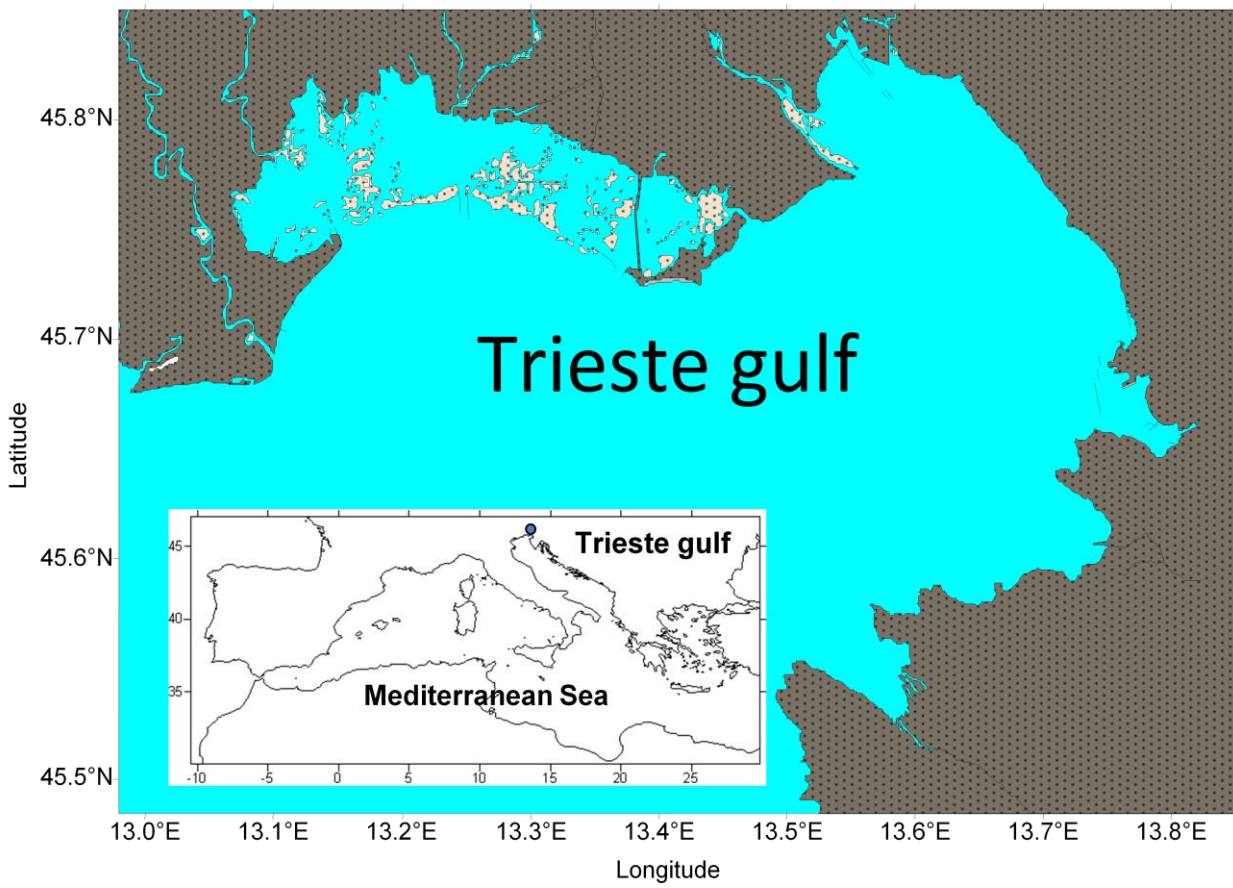 45.8°N
45.7°N
Trieste gulf
Latitude
45.6°N
45
Trieste gulf
40
35
Mediterranean Sea
-10 -5 0 5 10 15 20 25
45.5°N
13.0°E 13.1°E 13.2°E 13.3°E 13.4°E 13.5°E 13.6°E 13.7°E 13.8°E
Longitude